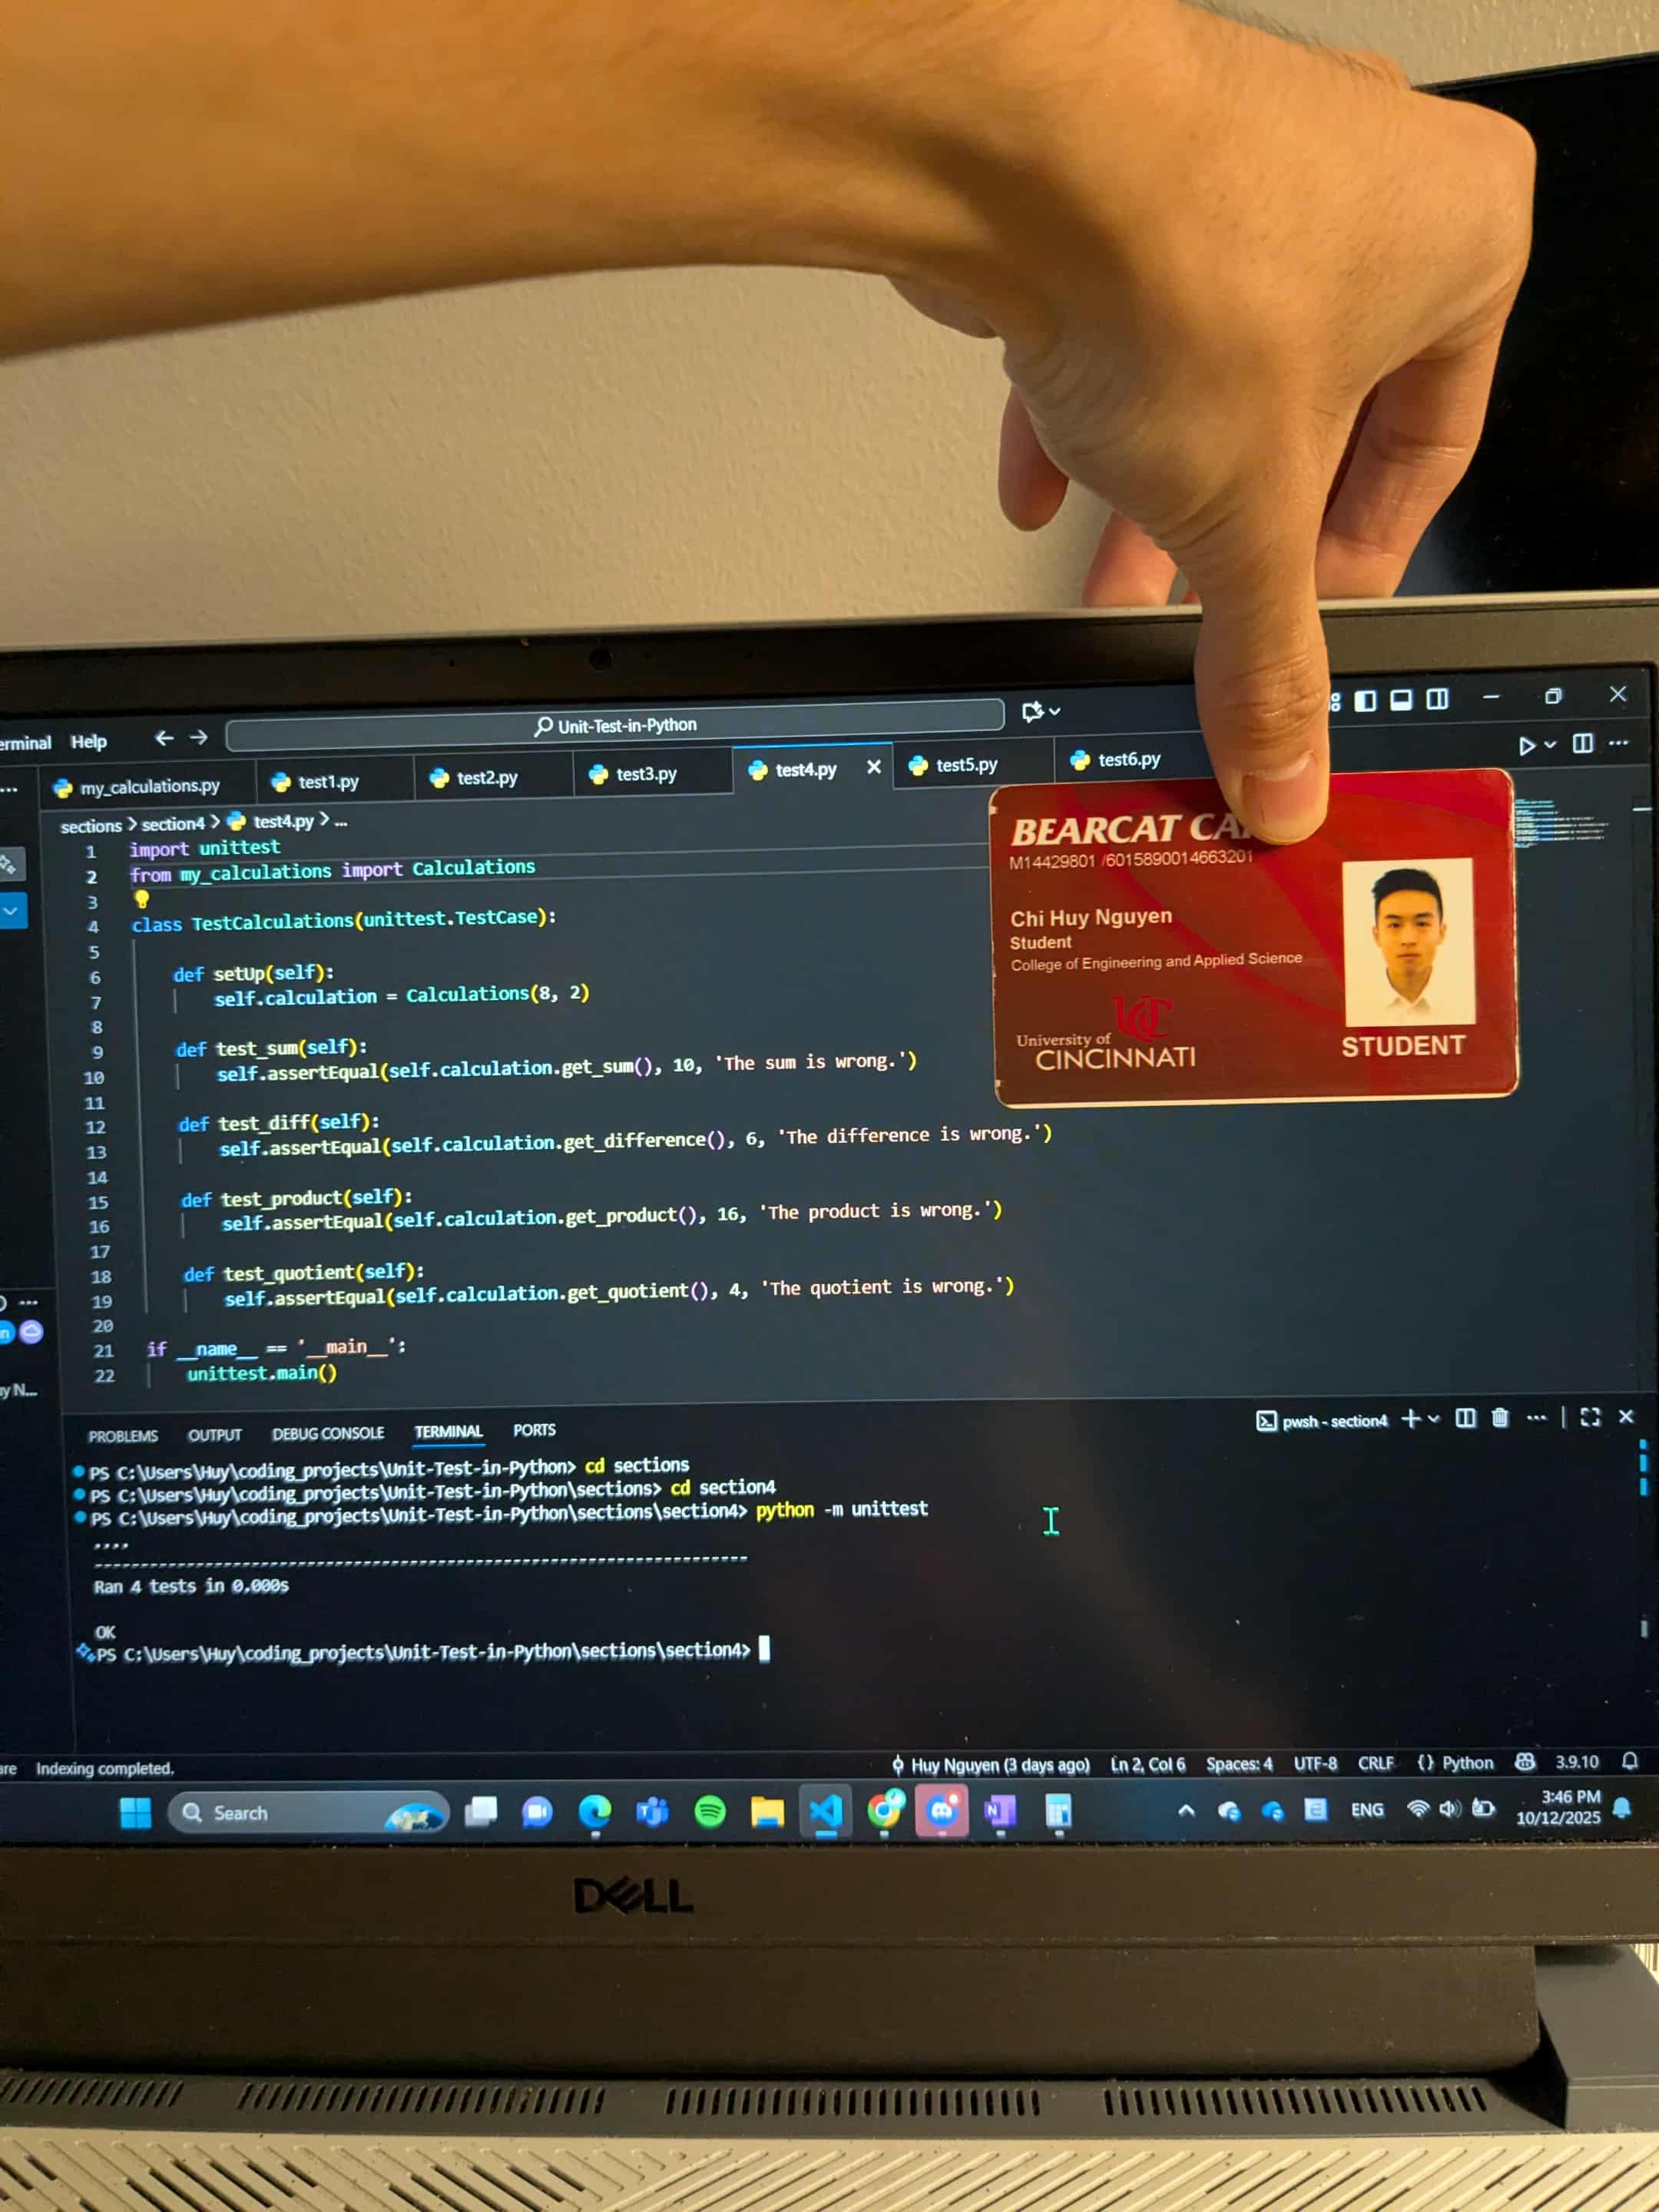 erminal Help
Unit-Test-in-Python
my_calculations.py test1.py test2.py test3.py test4.py test5.py test6.py
sections > section4 > test4.py > ...
1 import unittest
2 from my_calculations import Calculations
3
4 class TestCalculations(unittest.TestCase):
5
6 def setUp(self):
7 self.calculation = Calculations(8, 2)
8
9 def test_sum(self):
10 self.assertEqual(self.calculation.get_sum(), 10, 'The sum is wrong.')
11
12 def test_diff(self):
13 self.assertEqual(self.calculation.get_difference(), 6, 'The difference is wrong.')
14
15 def test_product(self):
16 self.assertEqual(self.calculation.get_product(), 16, 'The product is wrong.')
17
18 def test_quotient(self):
19 self.assertEqual(self.calculation.get_quotient(), 4, 'The quotient is wrong.')
20
21 if __name__ == '__main__':
22 unittest.main()
BEARCAT CA
M14429801 /6015890014663201
Chi Huy Nguyen
Student
College of Engineering and Applied Science
UC
University of
CINCINNATI
STUDENT
uy N...
PROBLEMS OUTPUT DEBUG CONSOLE TERMINAL PORTS
pwsh - section4
PS C:\Users\Huy\coding_projects\Unit-Test-in-Python> cd sections
PS C:\Users\Huy\coding_projects\Unit-Test-in-Python\sections> cd section4
PS C:\Users\Huy\coding_projects\Unit-Test-in-Python\sections\section4> python -m unittest
....
----------------------------------------------------------------------
Ran 4 tests in 0.000s
OK
PS C:\Users\Huy\coding_projects\Unit-Test-in-Python\sections\section4>
are Indexing completed.
Huy Nguyen (3 days ago) Ln 2, Col 6 Spaces: 4 UTF-8 CRLF {} Python 3.9.10
Search
ENG
3:46 PM
10/12/2025
DELL